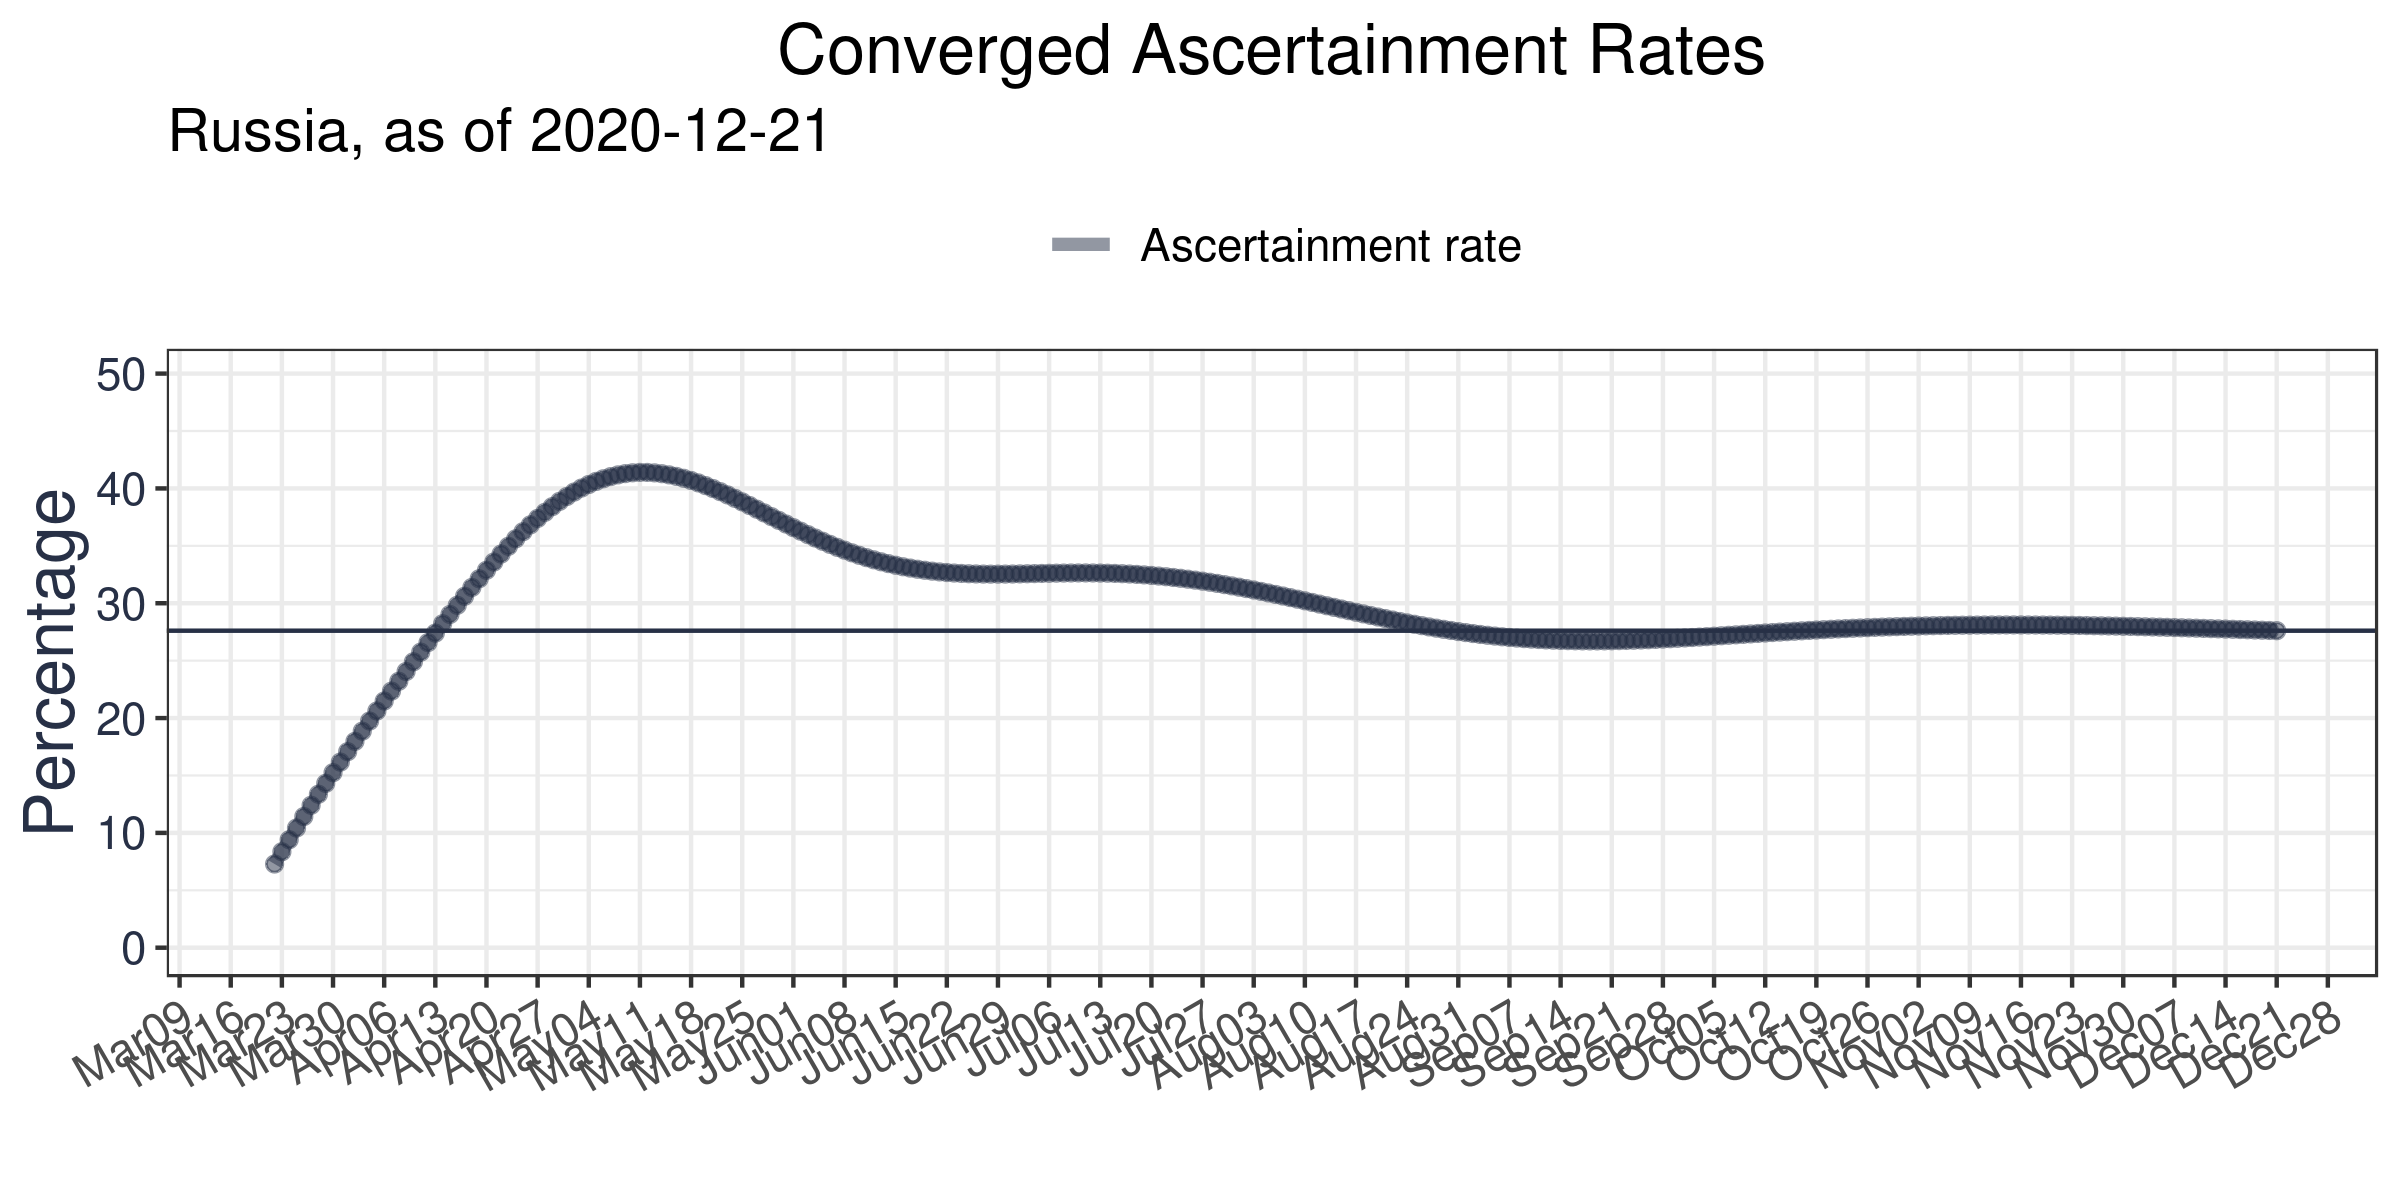 Converged Ascertainment Rates
Russia, as of 2020-12-21
Ascertainment rate
Percentage
50
40
30
20
10
0
Mar09
Mar16
Mar23
Mar30
Apr06
Apr13
Apr20
Apr27
May04
May11
May18
May25
Jun01
Jun08
Jun15
Jun22
Jun29
Jul06
Jul13
Jul20
Jul27
Aug03
Aug10
Aug17
Aug24
Aug31
Sep07
Sep14
Sep21
Sep28
Oct05
Oct12
Oct19
Oct26
Nov02
Nov09
Nov16
Nov23
Nov30
Dec07
Dec14
Dec21
Dec28